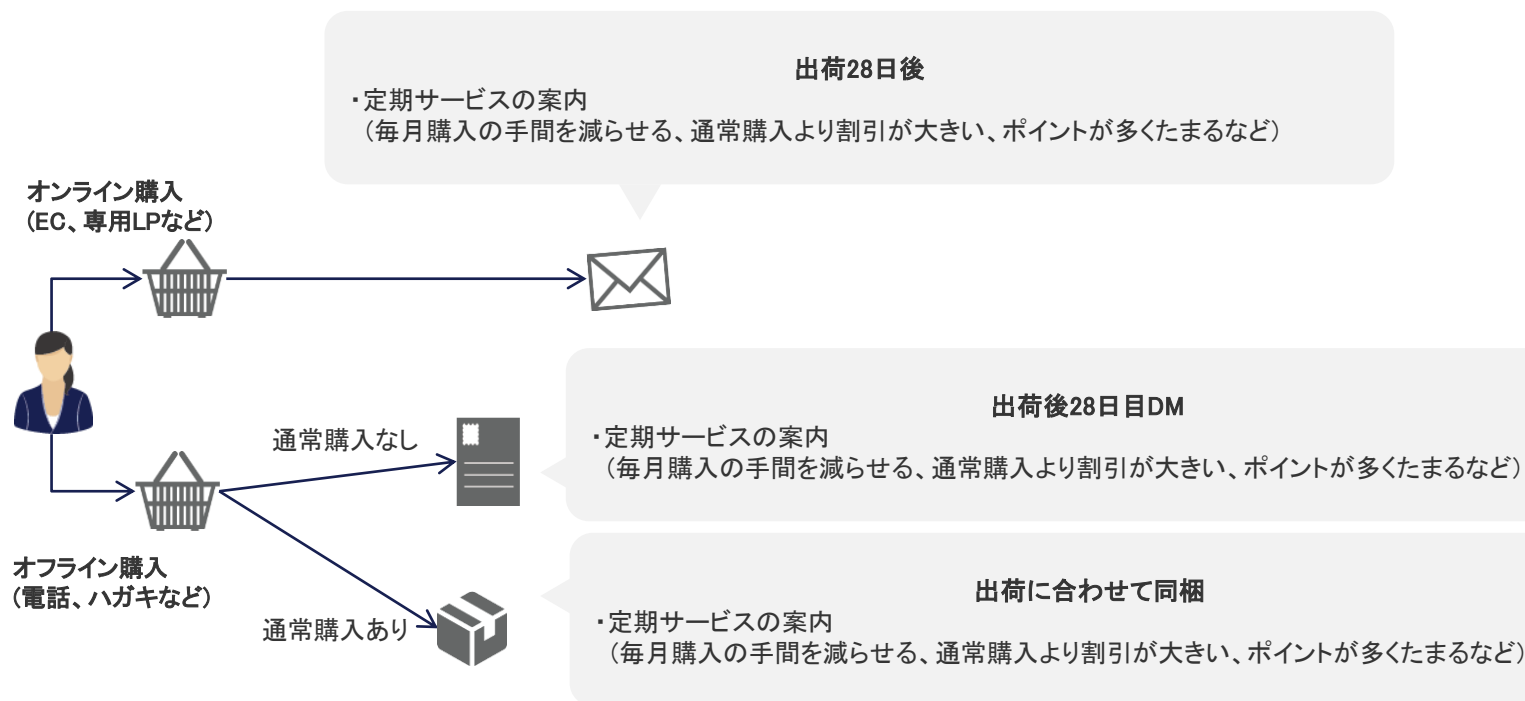 出荷28日後
・定期サービスの案内
（毎月購入の手間を減らせる、通常購入より割引が大きい、ポイントが多くたまるなど）
オンライン購入
(EC、専用LPなど)
出荷後28日目DM
・定期サービスの案内
（毎月購入の手間を減らせる、通常購入より割引が大きい、ポイントが多くたまるなど）
通常購入なし
オフライン購入
(電話、ハガキなど)
通常購入あり
出荷に合わせて同梱
・定期サービスの案内
（毎月購入の手間を減らせる、通常購入より割引が大きい、ポイントが多くたまるなど）